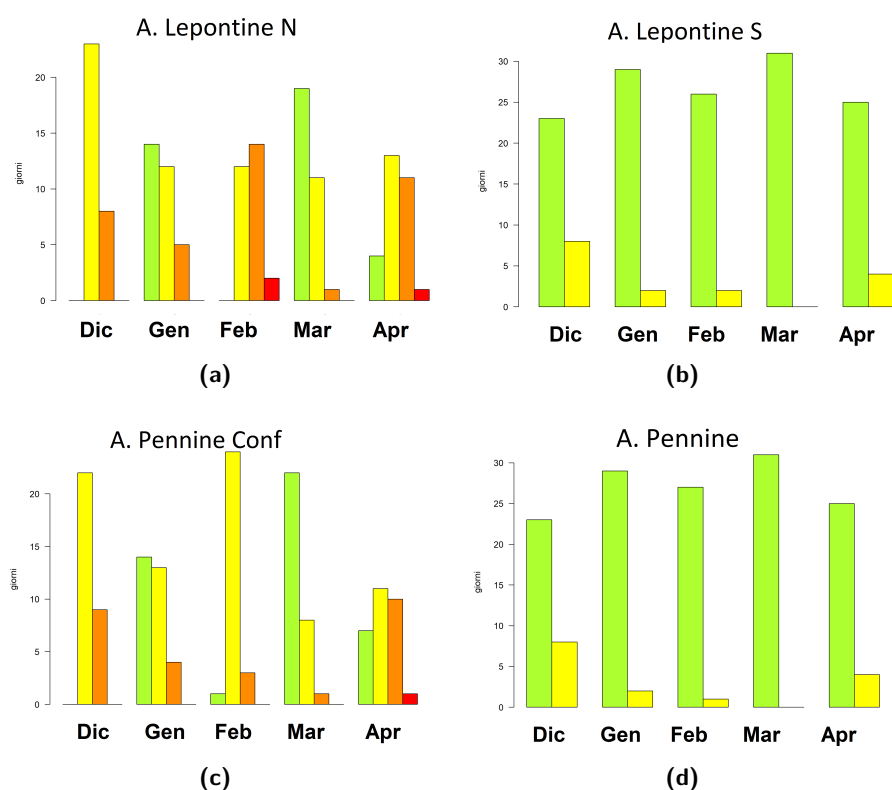 A. Lepontine N
20
15
10
5
0
giorni
Dic Gen Feb Mar Apr
(a)
A. Lepontine S
30
25
20
15
10
5
0
giorni
Dic Gen Feb Mar Apr
(b)
A. Pennine Conf
20
15
10
5
0
giorni
Dic Gen Feb Mar Apr
(c)
A. Pennine
30
25
20
15
10
5
0
giorni
Dic Gen Feb Mar Apr
(d)